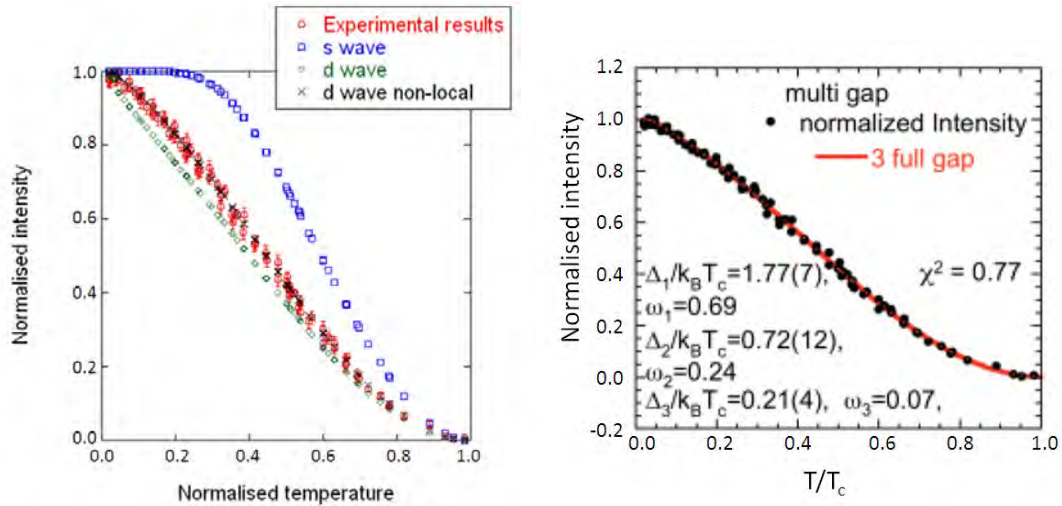 Experimental results
s wave
d wave
d wave non-local
1.0
0.8
0.6
0.4
0.2
0.0
0.0 0.2 0.4 0.6 0.8 1.0
Normalised intensity
Normalised temperature
1.2
1.0
0.8
0.6
0.4
0.2
0.0
-0.2
0.0 0.2 0.4 0.6 0.8 1.0
Normalised intensity
T/Tc
multi gap
normalized Intensity
3 full gap
Δ₁/k_BT_c=1.77(7), χ² = 0.77
ω₁=0.69
Δ₂/k_BT_c=0.72(12),
ω₂=0.24
Δ₃/k_BT_c=0.21(4), ω₃=0.07,